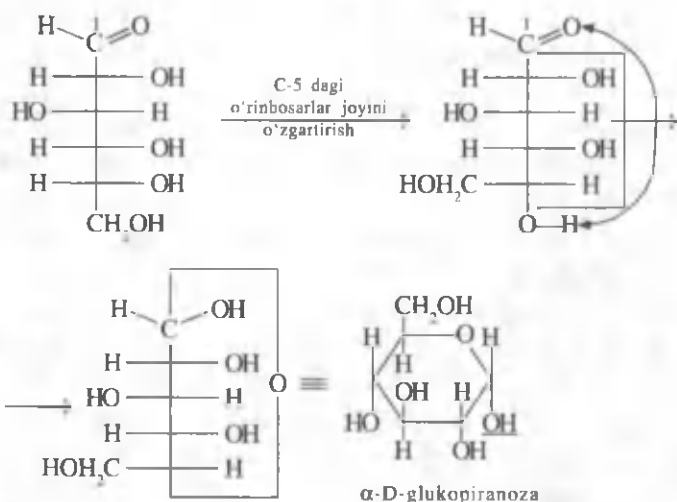 H O
C
H OH
HO H
H OH
H OH
CH₂OH
C-5 dagi
o'rinbosarlar joyini
o'zgartirish
H O
C
H OH
HO H
H OH
HOH₂C H
O—H
H OH
C
H OH
HO H
H OH
HOH₂C H
O
≡
CH₂OH
H O H
H
OH H
HO OH
H OH
α-D-glukopiranoza